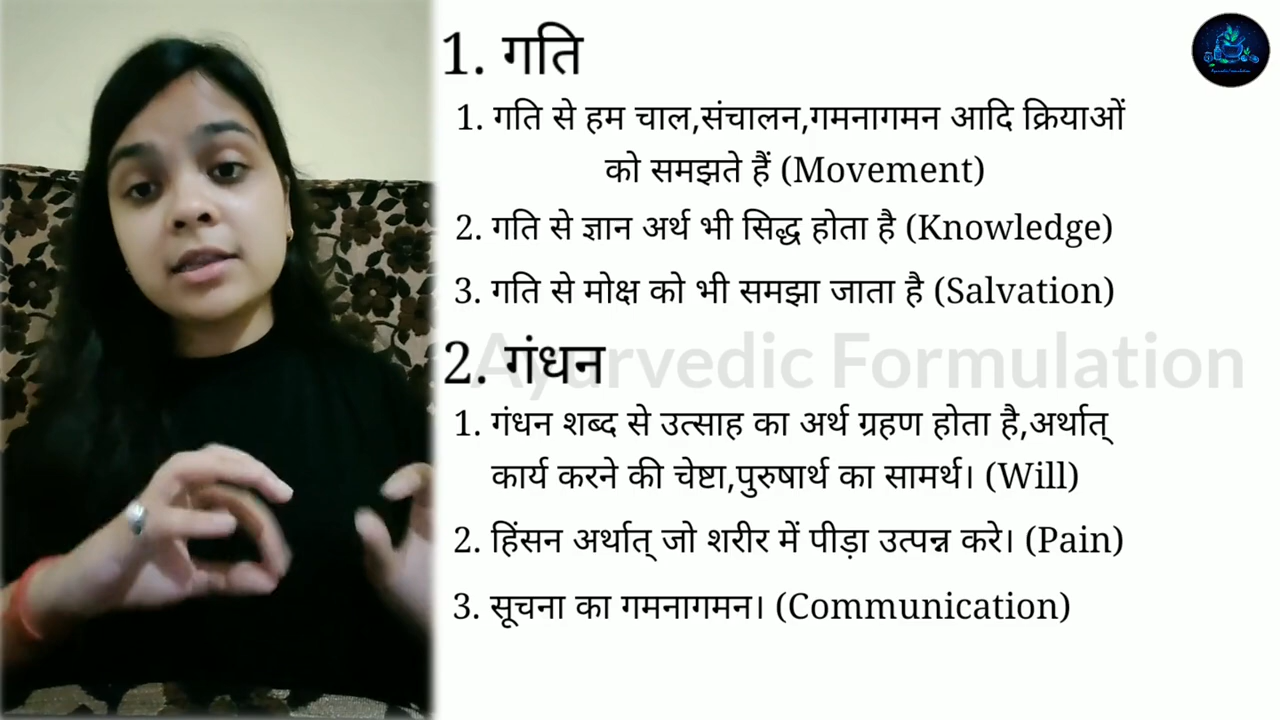 1. गति
1. गति से हम चाल,संचालन,गमनागमन आदि क्रियाओं
को समझते हैं (Movement)
2. गति से ज्ञान अर्थ भी सिद्ध होता है (Knowledge)
3. गति से मोक्ष को भी समझा जाता है (Salvation)
Ayurvedic Formulation
2. गंधन
1. गंधन शब्द से उत्साह का अर्थ ग्रहण होता है,अर्थात्
कार्य करने की चेष्टा,पुरुषार्थ का सामर्थ। (Will)
2. हिंसन अर्थात् जो शरीर में पीड़ा उत्पन्न करे। (Pain)
3. सूचना का गमनागमन। (Communication)